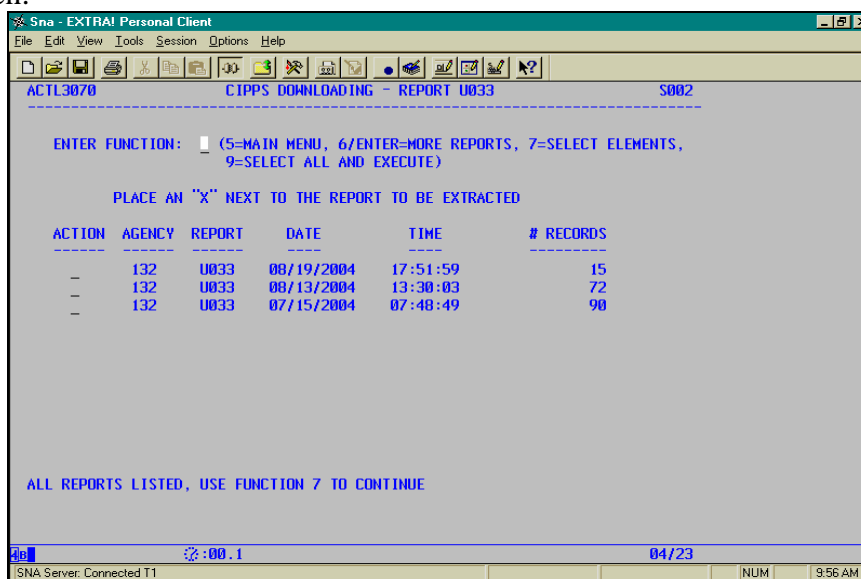 en.
Sna - EXTRA! Personal Client
File Edit View Tools Session Options Help
ACTL3070 CIPPS DOWNLOADING - REPORT U033 S002
--------------------------------------------------------------------------------
ENTER FUNCTION: _ (5=MAIN MENU, 6/ENTER=MORE REPORTS, 7=SELECT ELEMENTS,
9=SELECT ALL AND EXECUTE)
PLACE AN "X" NEXT TO THE REPORT TO BE EXTRACTED
ACTION AGENCY REPORT DATE TIME # RECORDS
------ ------ ------ ---- ---- ---------
_ 132 U033 08/19/2004 17:51:59 15
_ 132 U033 08/13/2004 13:30:03 72
_ 132 U033 07/15/2004 07:48:49 90
ALL REPORTS LISTED, USE FUNCTION 7 TO CONTINUE
4B :00.1 04/23
SNA Server: Connected T1 NUM 9:56 AM